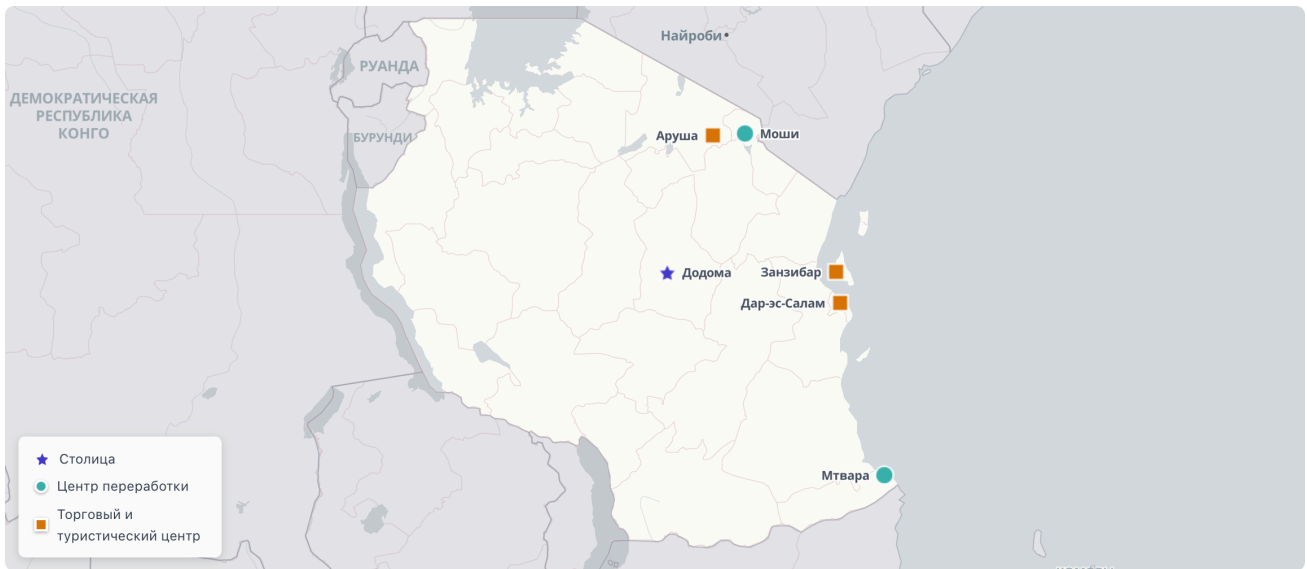 Найроби
РУАНДА
ДЕМОКРАТИЧЕСКАЯ
РЕСПУБЛИКА
КОНГО
БУРУНДИ
Аруша
Моши
Додома
Занзибар
Дар-эс-Салам
Мтвара
Столица
Центр переработки
Торговый и
туристический центр